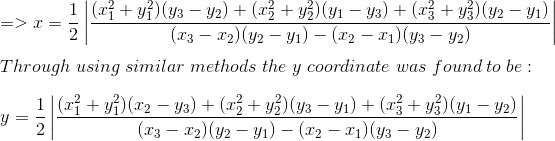 => x = \frac{1}{2} \left| \frac{(x_1^2 + y_1^2)(y_3 - y_2) + (x_2^2 + y_2^2)(y_1 - y_3) + (x_3^2 + y_3^2)(y_2 - y_1)}{(x_3 - x_2)(y_2 - y_1) - (x_2 - x_1)(y_3 - y_2)} \right|
Through using similar methods the y coordinate was found to be :
y = \frac{1}{2} \left| \frac{(x_1^2 + y_1^2)(x_2 - y_3) + (x_2^2 + y_2^2)(y_3 - y_1) + (x_3^2 + y_3^2)(y_1 - y_2)}{(x_3 - x_2)(y_2 - y_1) - (x_2 - x_1)(y_3 - y_2)} \right|